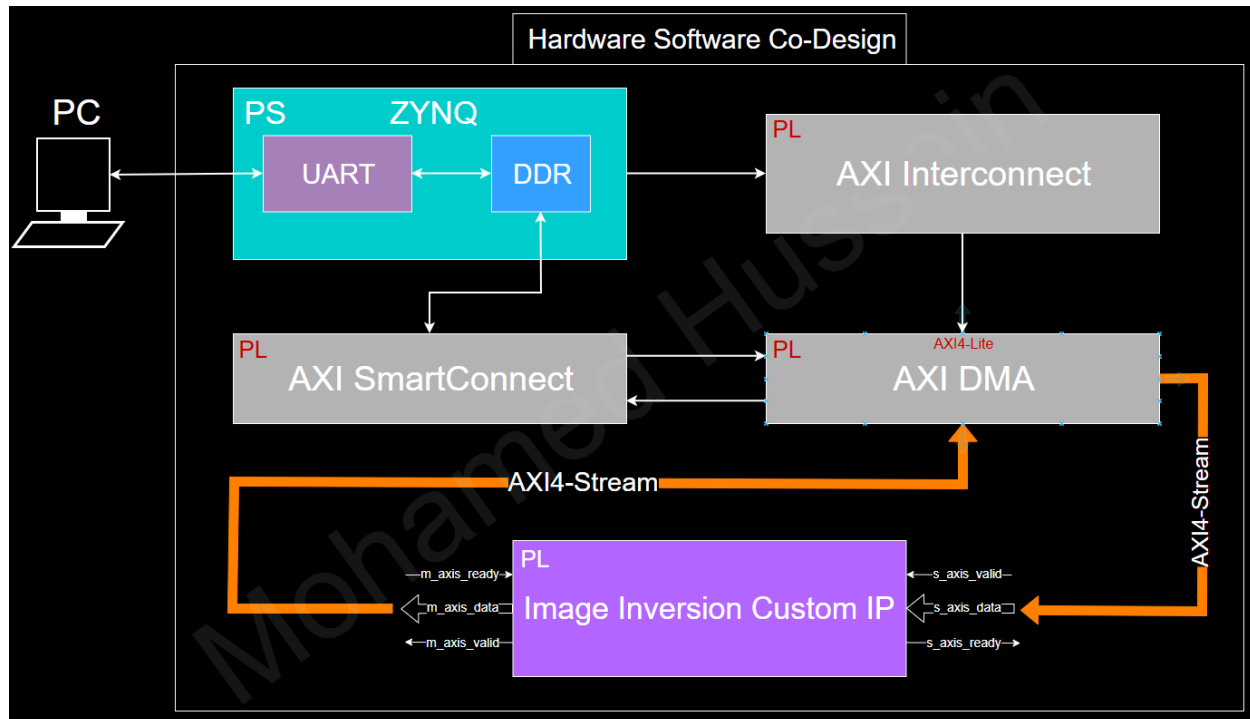 Hardware Software Co-Design
PC
PS
ZYNQ
UART
DDR
PL
AXI Interconnect
PL
AXI SmartConnect
PL
AXI4-Lite
AXI DMA
AXI4-Stream
AXI4-Stream
PL
Image Inversion Custom IP
m_axis_ready
m_axis_data
m_axis_valid
s_axis_valid
s_axis_data
s_axis_ready
Mohamed Hussoin